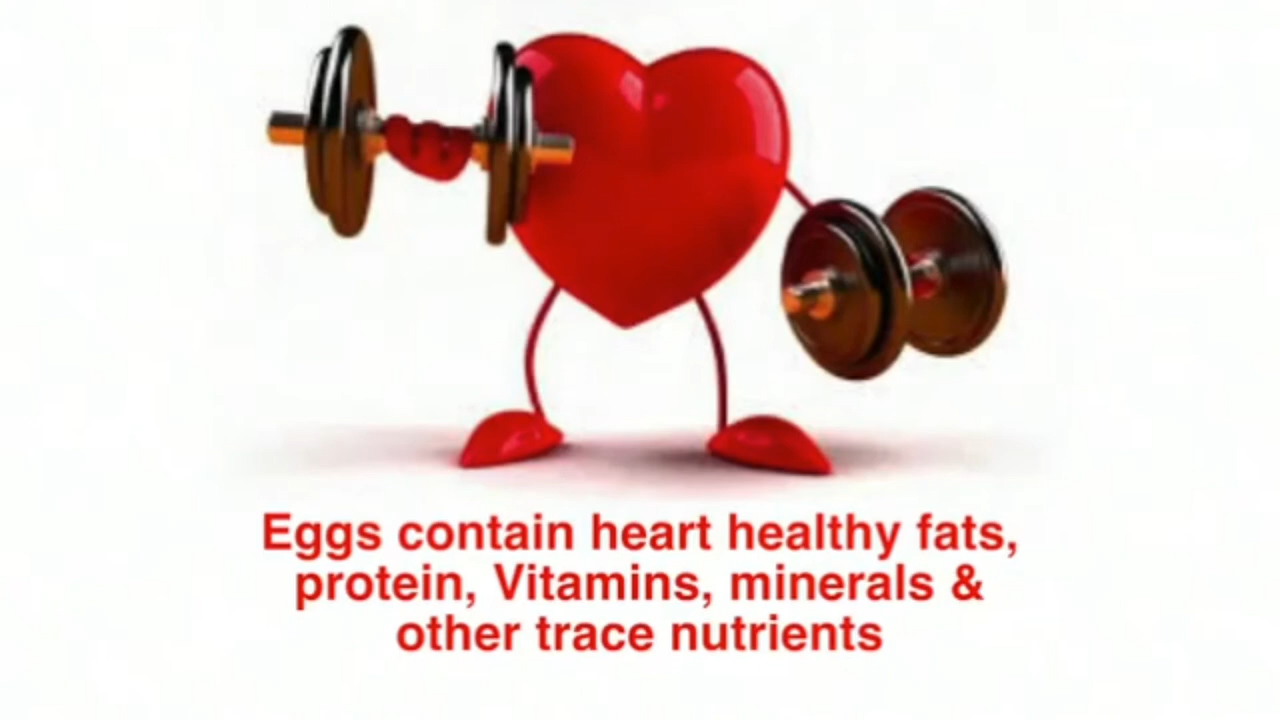 Eggs contain heart healthy fats,
protein, Vitamins, minerals &
other trace nutrients